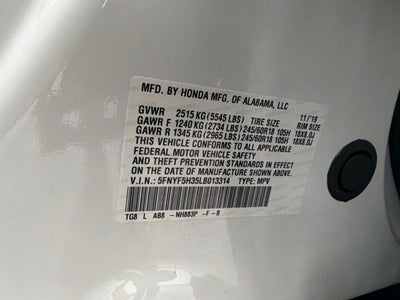 MFD. BY HONDA MFG. OF ALABAMA, LLC
11/19
GVWR 2515 KG (5545 LBS) TIRE SIZE RIM SIZE
GAWR F 1240 KG (2734 LBS) 245/60R18 105H 18X8.0J
GAWR R 1345 KG (2965 LBS) 245/60R18 105H 18X8.0J
THIS VEHICLE CONFORMS TO ALL APPLICABLE
FEDERAL MOTOR VEHICLE SAFETY AND
THEFT PREVENTION STANDARDS IN EFFECT
ON THE DATE OF MANUFACTURE SHOWN ABOVE.
V.I.N.: 5FNYF5H35LB013314 TYPE: MPV
TG8 L AB8 -NH883P -F -B